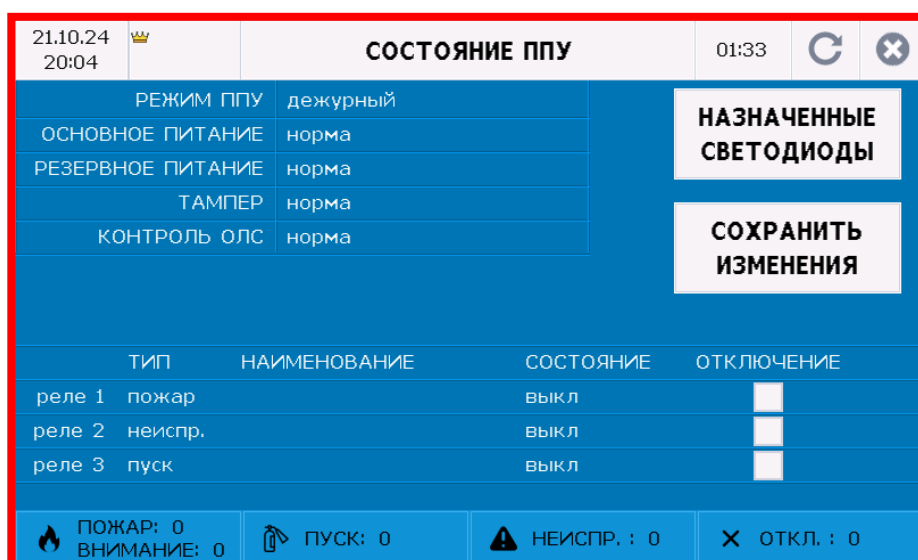 21.10.24
20:04
СОСТОЯНИЕ ППУ
01:33
РЕЖИМ ППУ дежурный
ОСНОВНОЕ ПИТАНИЕ норма
РЕЗЕРВНОЕ ПИТАНИЕ норма
ТАМПЕР норма
КОНТРОЛЬ ОЛС норма
НАЗНАЧЕННЫЕ
СВЕТОДИОДЫ
СОХРАНИТЬ
ИЗМЕНЕНИЯ
ТИП НАИМЕНОВАНИЕ СОСТОЯНИЕ ОТКЛЮЧЕНИЕ
реле 1 пожар выкл
реле 2 неиспр. выкл
реле 3 пуск выкл
ПОЖАР: 0
ВНИМАНИЕ: 0
ПУСК: 0
НЕИСПР. : 0
ОТКЛ. : 0